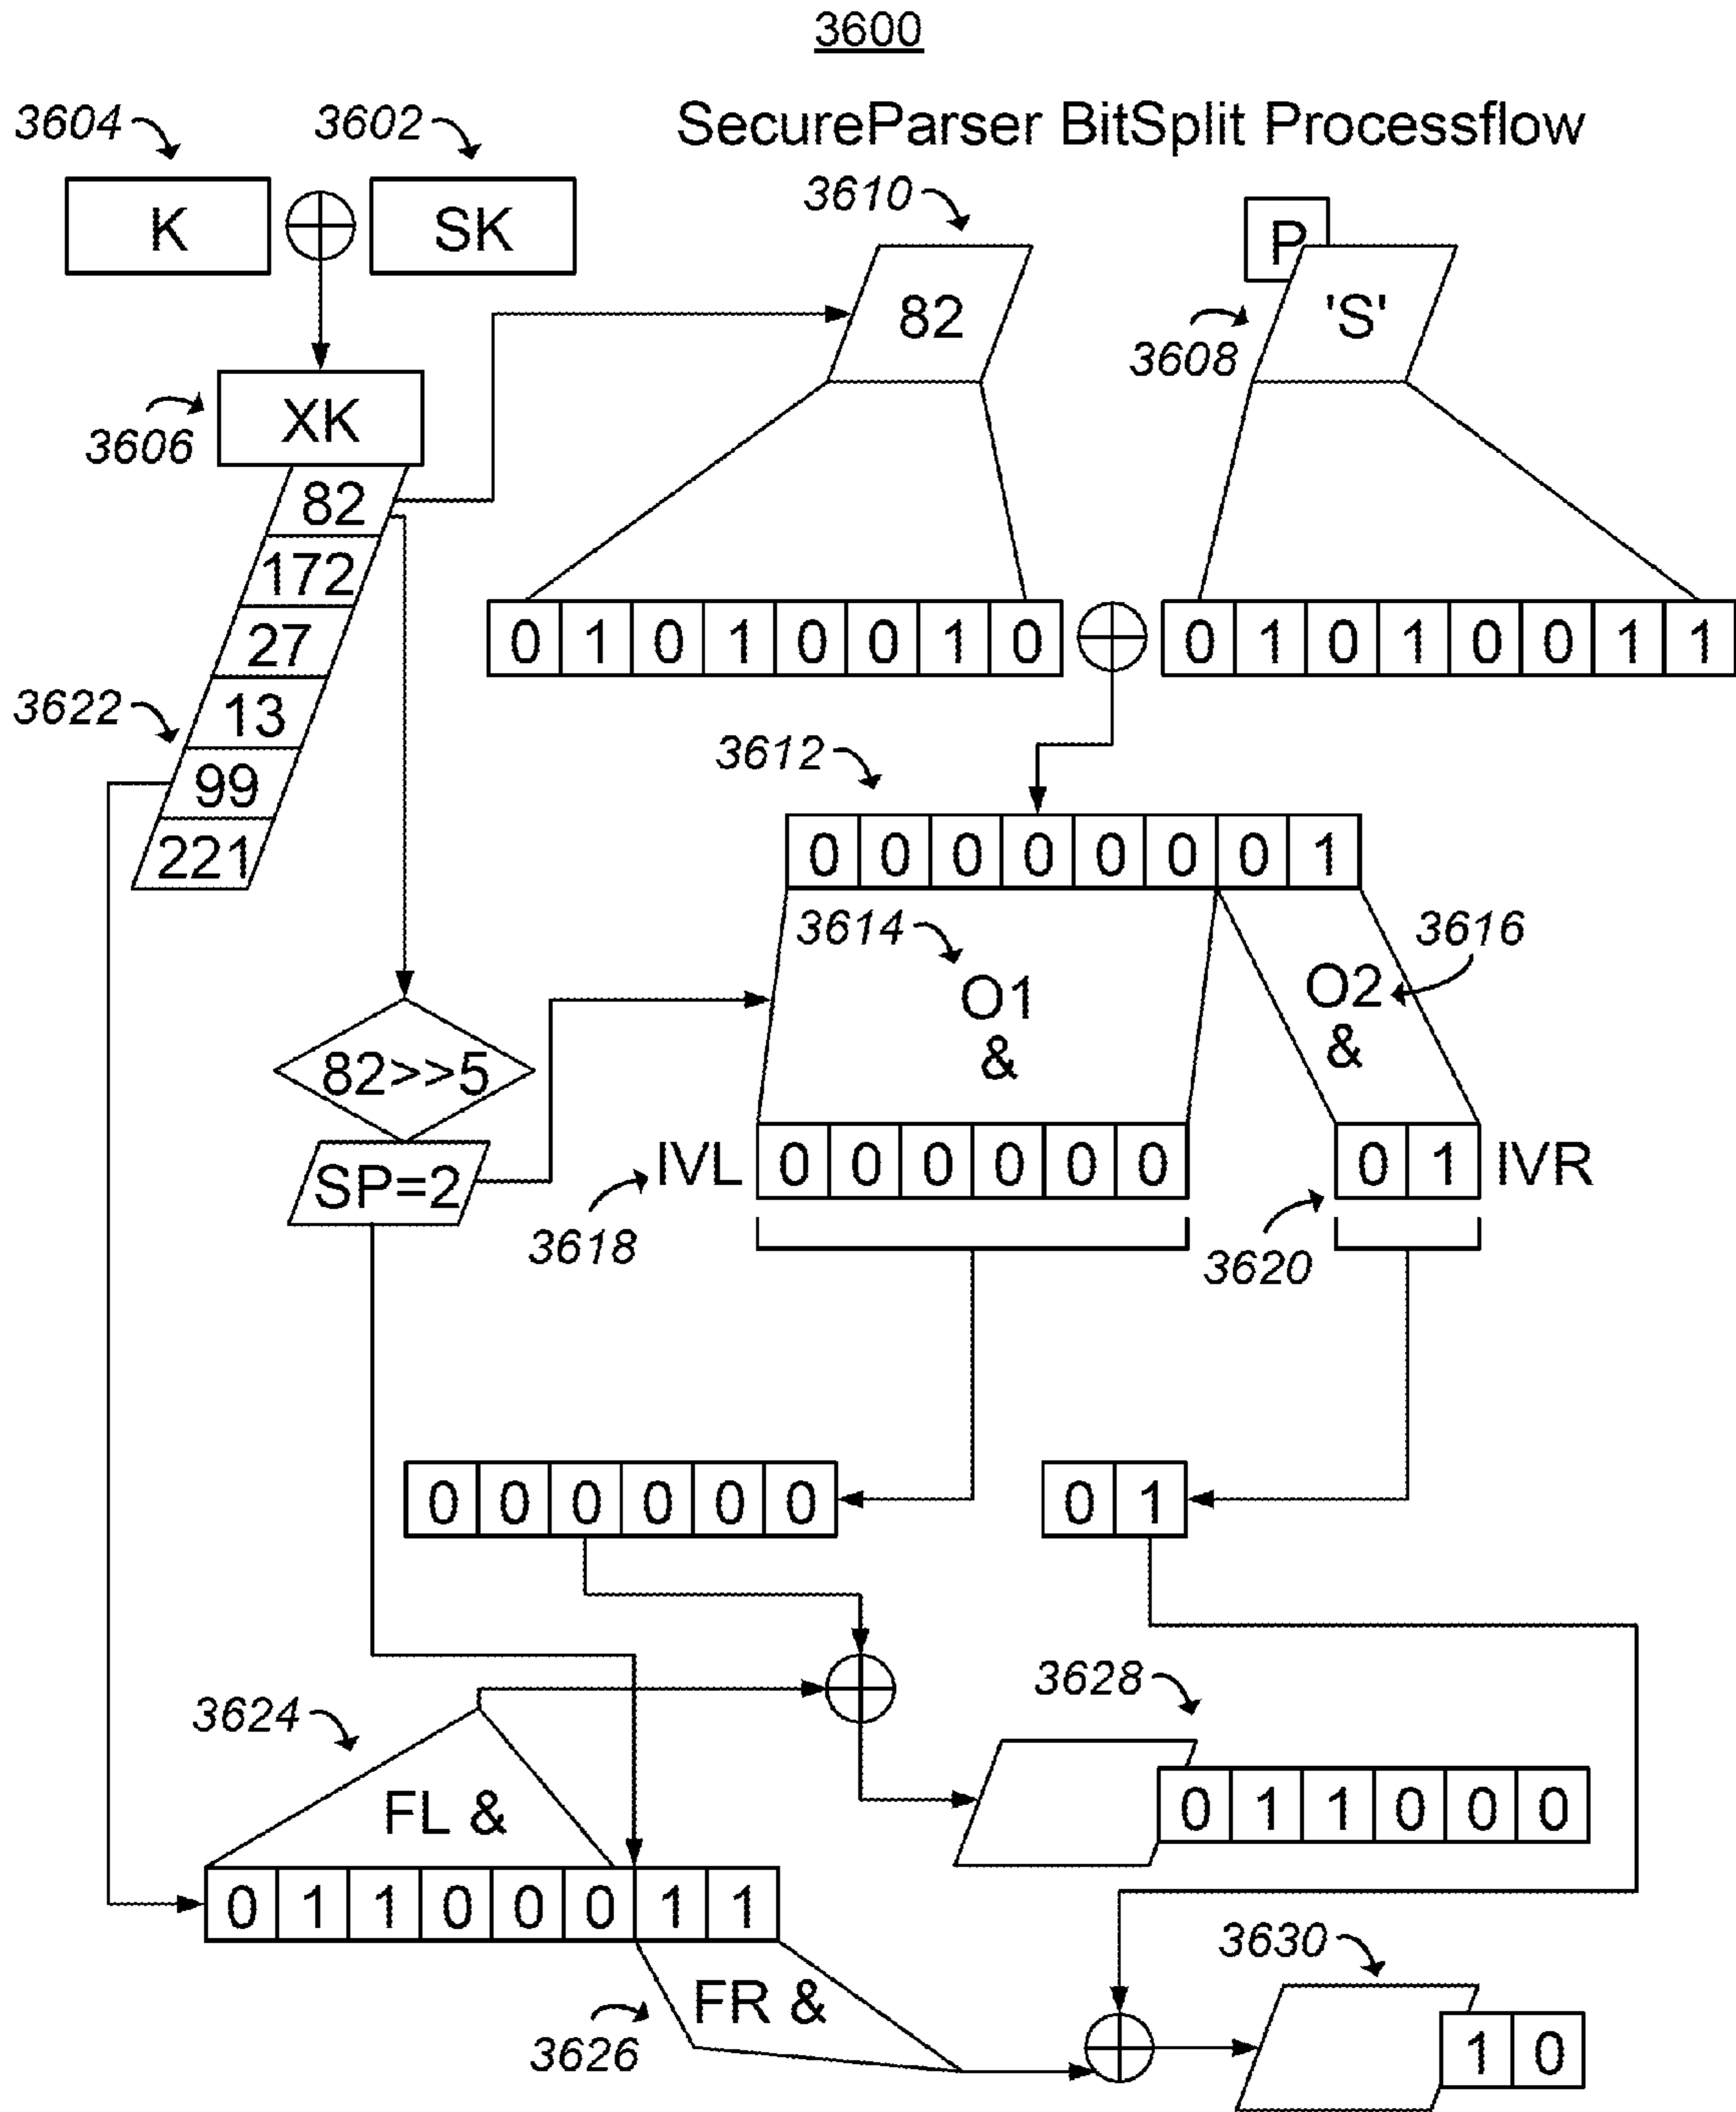 3600
3604 3602 SecureParser BitSplit Processflow
K SK 3610 P
82 'S'
3608
XK
3606
82
172
27
0 1 0 1 0 0 1 0 0 1 0 1 0 0 1 1
13
3622
3612
99
221
0 0 0 0 0 0 0 1
3614 3616
O1 O2
& &
82>>5
SP=2 IVL 0 0 0 0 0 0 0 1 IVR
3618 3620
0 0 0 0 0 0 0 1
3628
3624
FL & 0 1 1 0 0 0
0 1 1 0 0 0 1 1
3630
FR &
3626 1 0